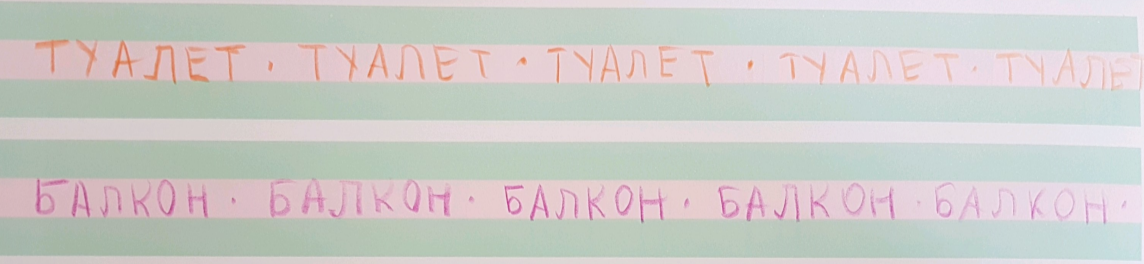 ТУАЛЕТ · ТУАЛЕТ · ТУАЛЕТ · ТУАЛЕТ · ТУАЛЕТ
БАЛКОН · БАЛКОН · БАЛКОН · БАЛКОН · БАЛКОН ·